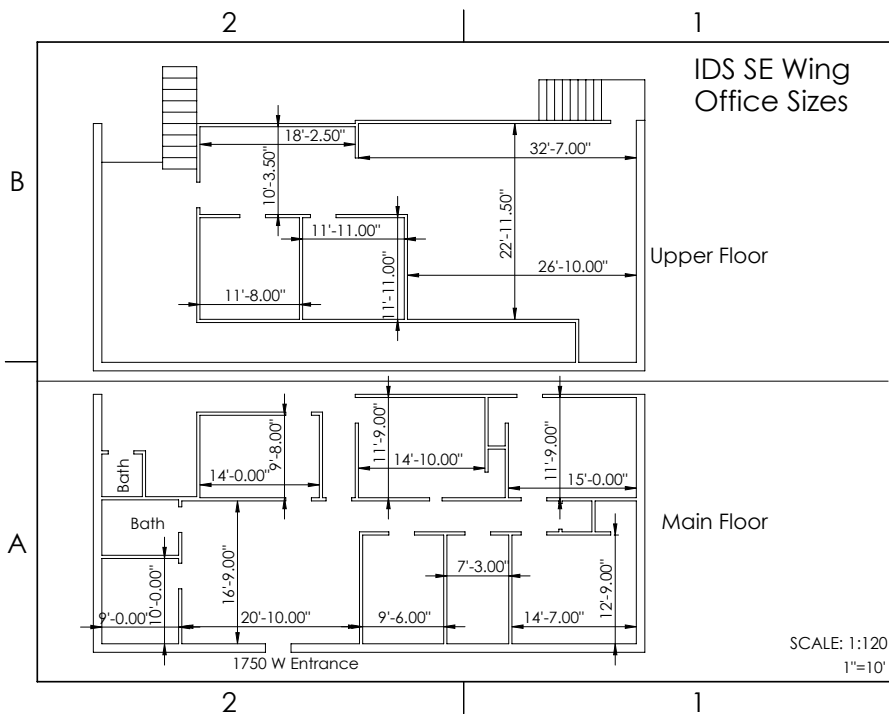 2
1
IDS SE Wing
Office Sizes
B
18'-2.50"
32'-7.00"
10'-3.50"
22'-11.50"
11'-11.00"
Upper Floor
26'-10.00"
11'-8.00"
11'-11.00"
A
9'-8.00"
11'-9.00"
11'-9.00"
14'-10.00"
14'-0.00"
15'-0.00"
Bath
Bath
Main Floor
16'-9.00"
7'-3.00"
12'-9.00"
10'-0.00"
9'-0.00"
20'-10.00"
9'-6.00"
14'-7.00"
SCALE: 1:120
1"=10'
1750 W Entrance
2
1